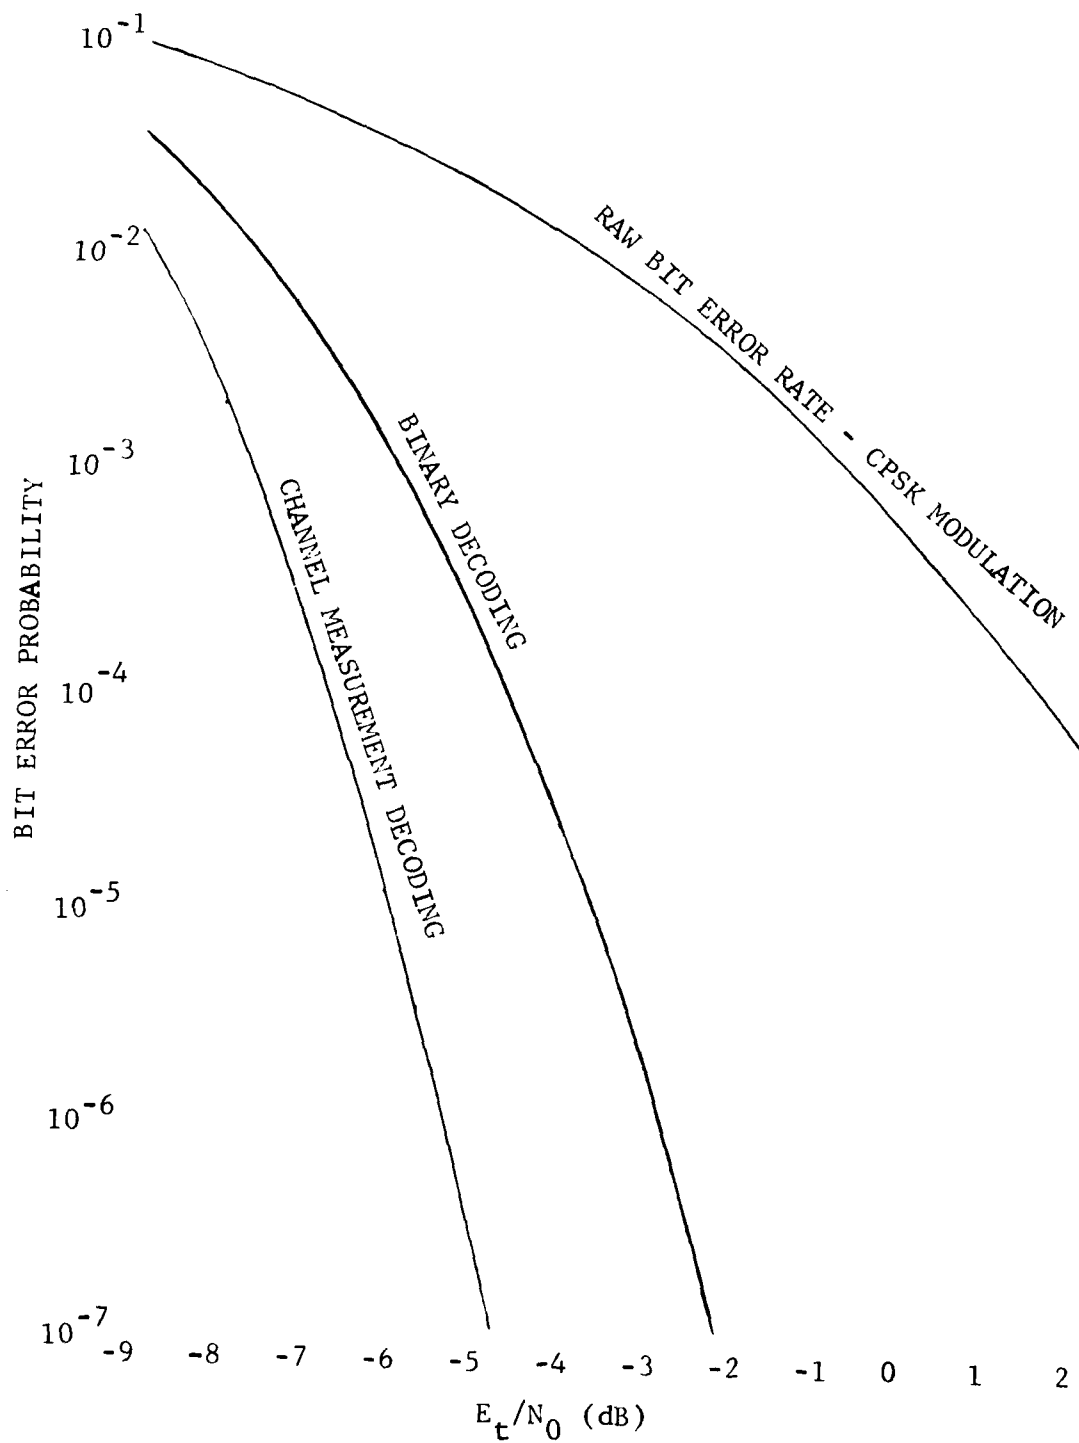 10^-1
10^-2
10^-3
10^-4
10^-5
10^-6
10^-7
BIT ERROR PROBABILITY
RAW BIT ERROR RATE - CPSK MODULATION
BINARY DECODING
CHANNEL MEASUREMENT DECODING
-9 -8 -7 -6 -5 -4 -3 -2 -1 0 1 2
E_t/N_0 (dB)